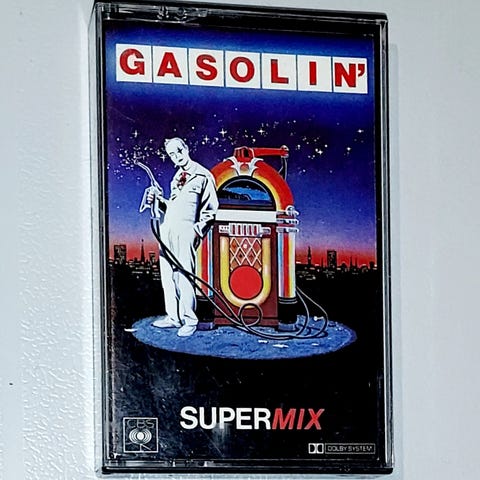 GASOLIN'
SUPERMIX
CBS
DOLBY SYSTEM